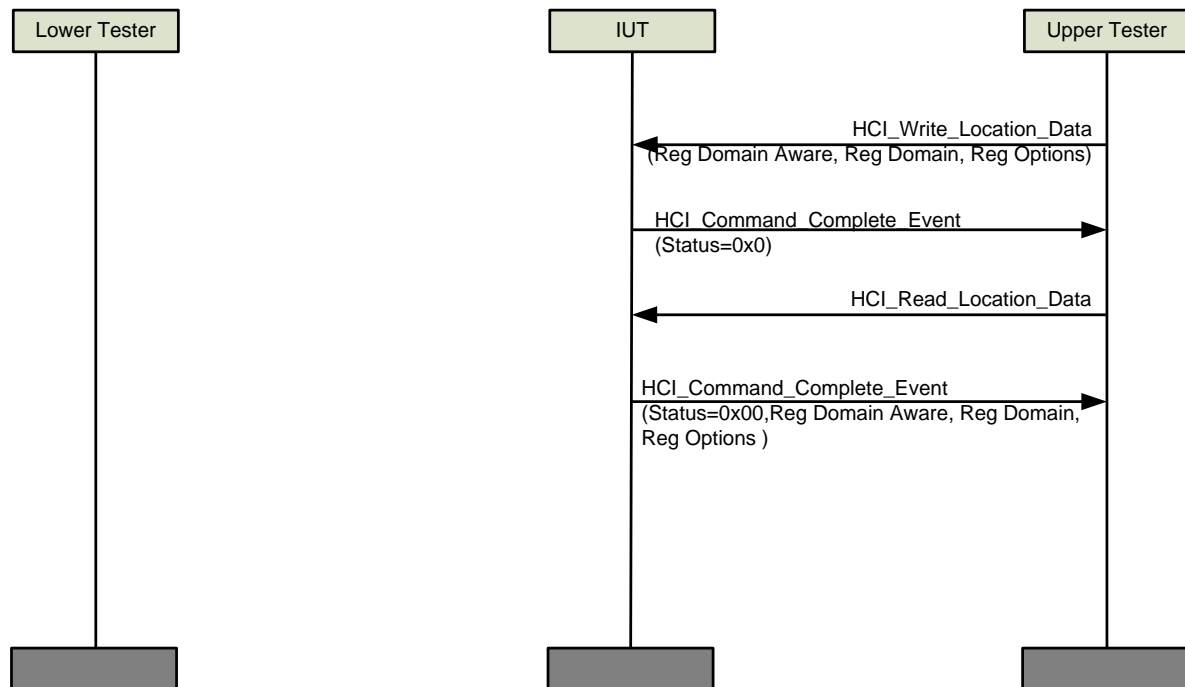 Lower Tester
IUT
Upper Tester
HCI_Write_Location_Data
(Reg Domain Aware, Reg Domain, Reg Options)
HCI_Command_Complete_Event
(Status=0x0)
HCI_Read_Location_Data
HCI_Command_Complete_Event
(Status=0x00,Reg Domain Aware, Reg Domain,
Reg Options )